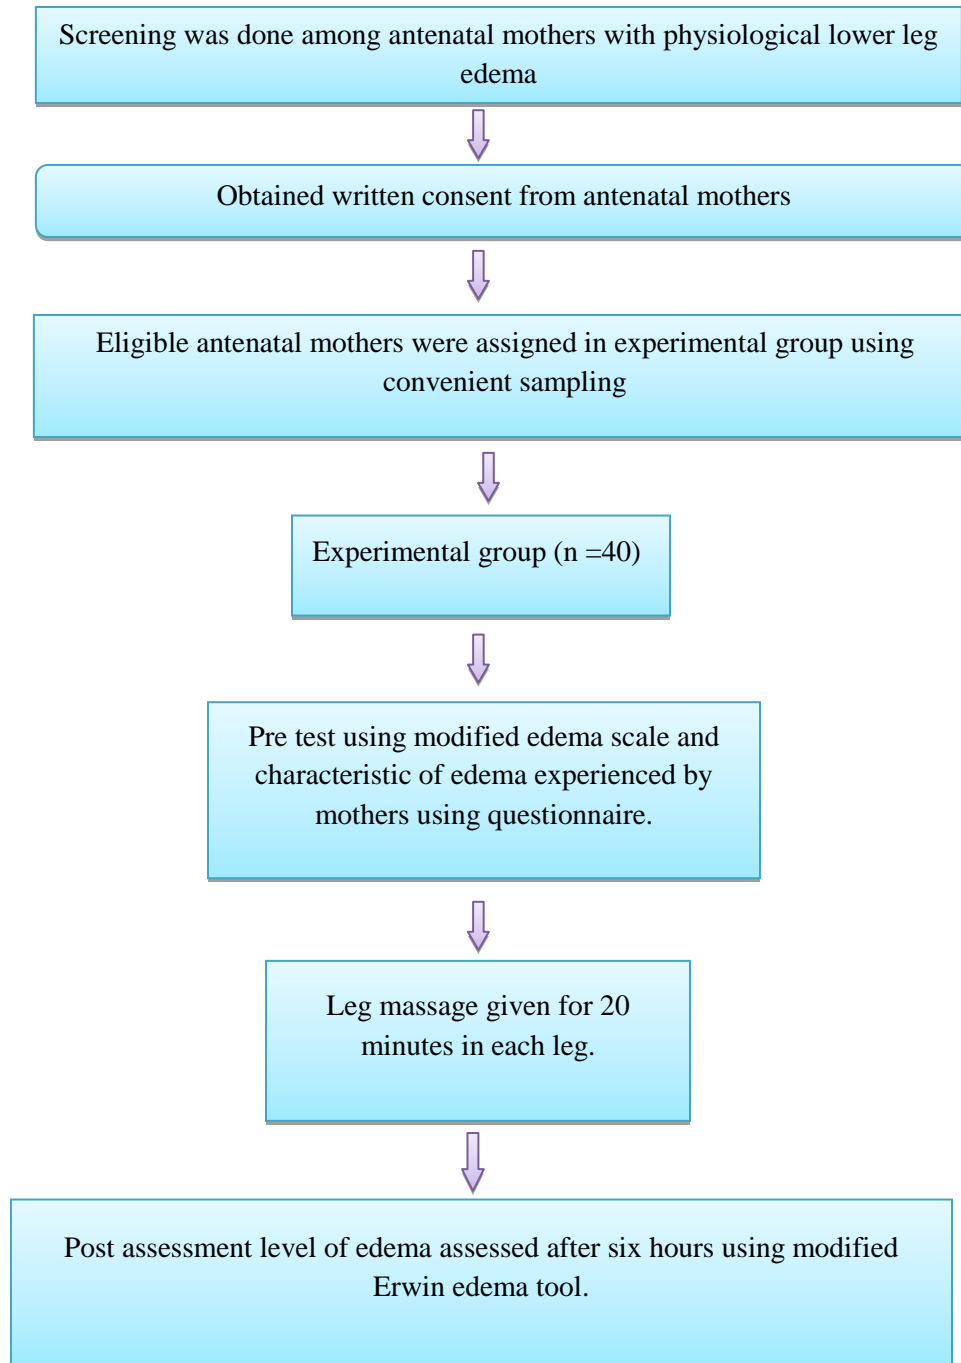 Screening was done among antenatal mothers with physiological lower leg
edema
Obtained written consent from antenatal mothers
Eligible antenatal mothers were assigned in experimental group using
convenient sampling
Experimental group (n =40)
Pre test using modified edema scale and
characteristic of edema experienced by
mothers using questionnaire.
Leg massage given for 20
minutes in each leg.
Post assessment level of edema assessed after six hours using modified
Erwin edema tool.